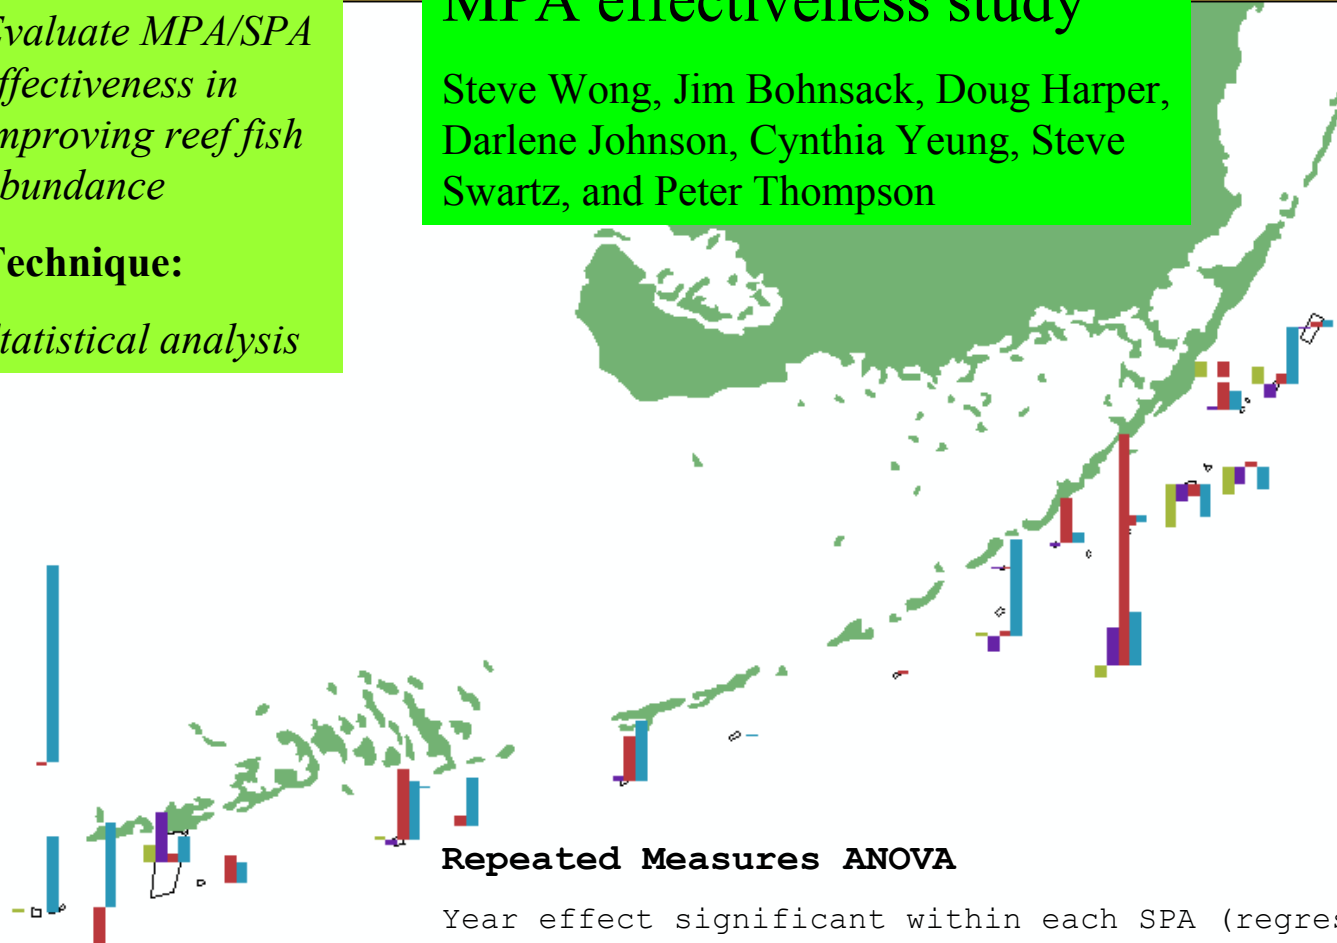 valuate MPA/SPA
ffectiveness in
mproving reef fish
bundance
Technique:
tatistical analysis
MPA effectiveness study
Steve Wong, Jim Bohnsack, Doug Harper,
Darlene Johnson, Cynthia Yeung, Steve
Swartz, and Peter Thompson
Repeated Measures ANOVA
Year effect significant within each SPA (regres